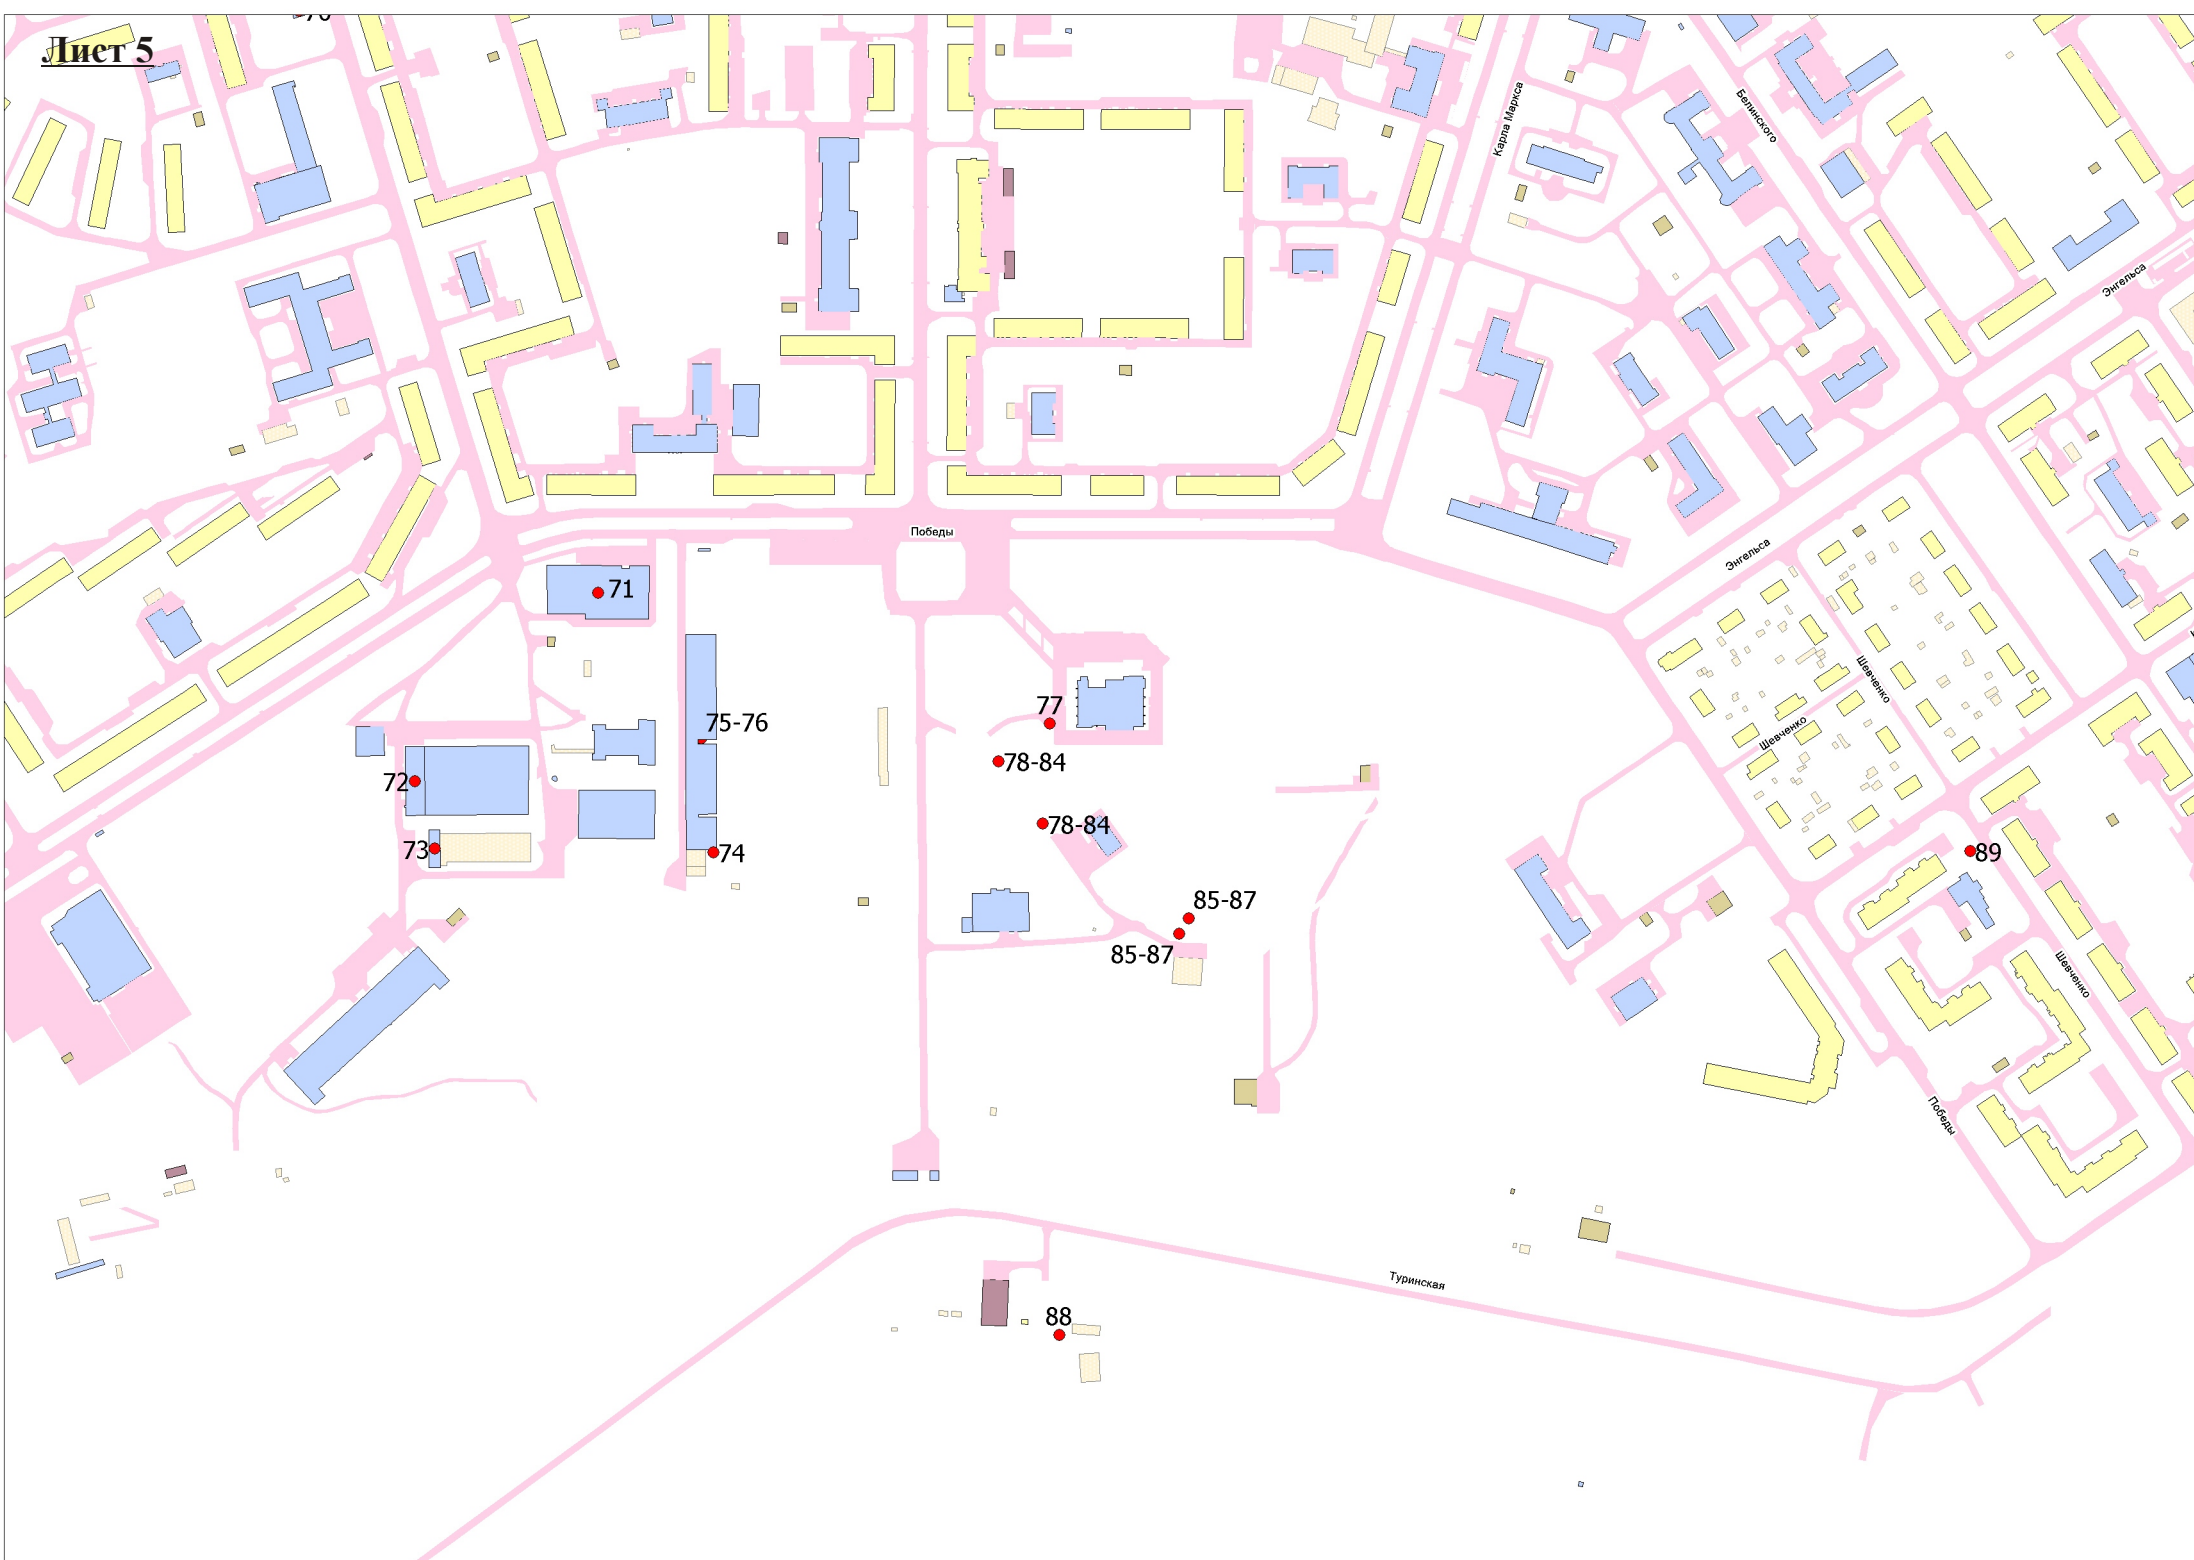 70
Лист 5
Карла Маркса
Белинского
Энгельса
Победы
Энгельса
71
Шевченко
77
75-76
Шевченко
78-84
72
78-84
73
74
89
85-87
85-87
Шевченко
Победы
Туринская
88